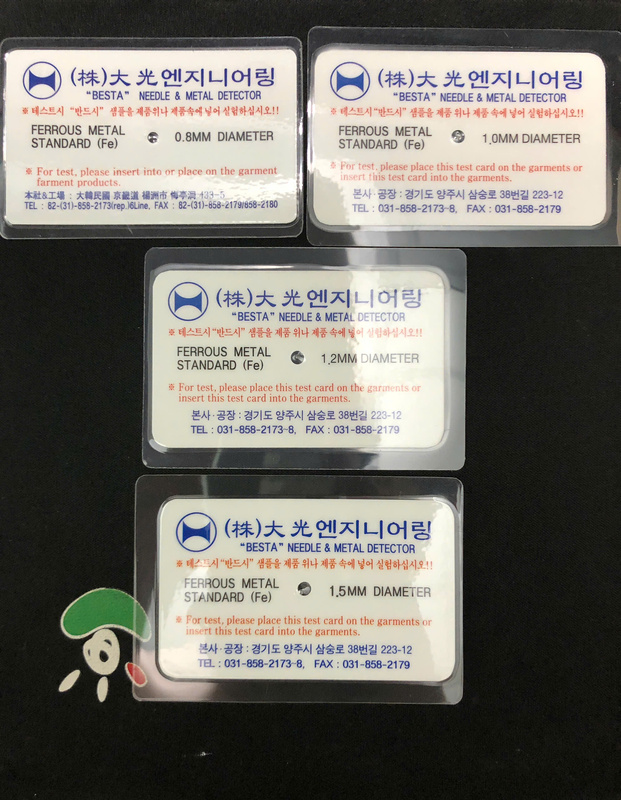 (株)大光엔지니어링
"BESTA" NEEDLE & METAL DETECTOR
※ 테스트시 "반드시" 샘플을 제품위나 제품속에 넣어 실험하십시오!!
FERROUS METAL
STANDARD (Fe)
0.8MM DIAMETER
※ For test, please insert into or place on the garment
farment products.
本社&工場 : 大韓民國 京畿道 楊洲市
TEL : 82-(31)-858-2173(rep.)6Line, FAX : 82-(31)-858-2179/858-2180
(株)大光엔지니어링
"BESTA" NEEDLE & METAL DETECTOR
※ 테스트시 "반드시" 샘플을 제품 위나 제품 속에 넣어 실험하십시오!!
FERROUS METAL
STANDARD (Fe)
1.0MM DIAMETER
※ For test, please place this test card on the garments or
insert this test card into the garments.
본사·공장 : 경기도 양주시 삼숭로 38번길 223-12
TEL : 031-858-2173-8, FAX : 031-858-2179
(株)大光엔지니어링
"BESTA" NEEDLE & METAL DETECTOR
※ 테스트시 "반드시" 샘플을 제품 위나 제품 속에 넣어 실험하십시오!!
FERROUS METAL
STANDARD (Fe)
1.2MM DIAMETER
※ For test, please place this test card on the garments or
insert this test card into the garments.
본사·공장 : 경기도 양주시 삼숭로 38번길 223-12
TEL : 031-858-2173-8, FAX : 031-858-2179
(株)大光엔지니어링
"BESTA" NEEDLE & METAL DETECTOR
※ 테스트시 "반드시" 샘플을 제품 위나 제품 속에 넣어 실험하십시오!!
FERROUS METAL
STANDARD (Fe)
1.5MM DIAMETER
※ For test, please place this test card on the garments or
insert this test card into the garments.
본사·공장 : 경기도 양주시 삼숭로 38번길 223-12
TEL : 031-858-2173-8, FAX : 031-858-2179